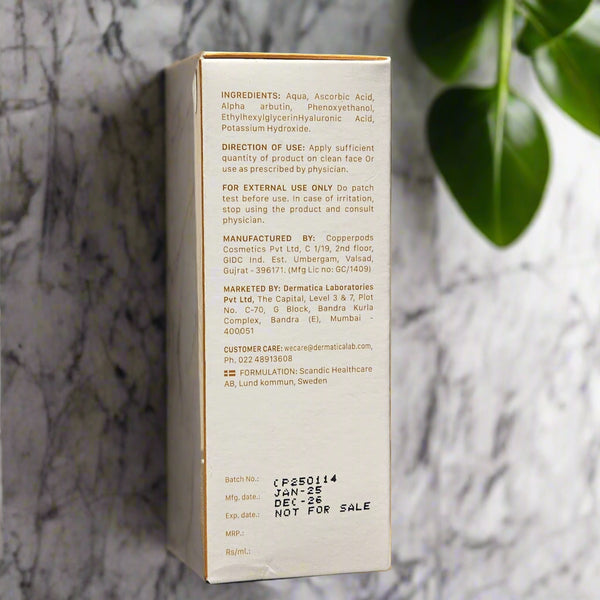 INGREDIENTS: Aqua, Ascorbic Acid,
Alpha arbutin, Phenoxyethanol,
EthylhexylglycerinHyaluronic Acid,
Potassium Hydroxide.
DIRECTION OF USE: Apply sufficient
quantity of product on clean face Or
use as prescribed by physician.
FOR EXTERNAL USE ONLY Do patch
test before use. In case of irritation,
stop using the product and consult
physician.
MANUFACTURED BY: Copperpods
Cosmetics Pvt Ltd, C 1/19, 2nd floor,
GIDC Ind. Est. Umbergam, Valsad,
Gujrat - 396171. (Mfg Lic no: GC/1409)
MARKETED BY: Dermatica Laboratories
Pvt Ltd, The Capital, Level 3 & 7, Plot
No. C-70, G Block, Bandra Kurla
Complex, Bandra (E), Mumbai -
400051
CUSTOMER CARE: wecare@dermaticalab.com,
Ph. 022 48913608
FORMULATION: Scandic Healthcare
AB, Lund kommun, Sweden
Batch No.: CP250114
Mfg. date.: JAN-25
DEC-26
Exp. date.: NOT FOR SALE
MRP.:
Rs/ml.: